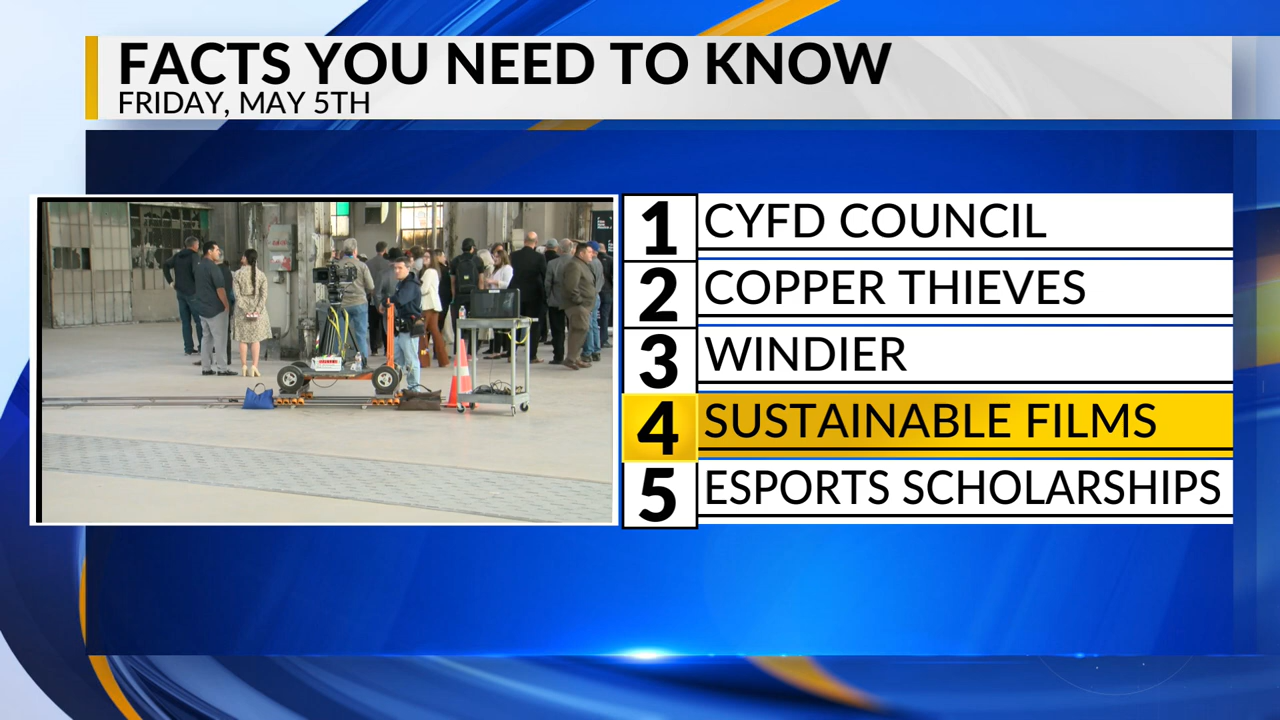 FACTS YOU NEED TO KNOW
FRIDAY, MAY 5TH
1 CYFD COUNCIL
2 COPPER THIEVES
3 WINDIER
4 SUSTAINABLE FILMS
5 ESPORTS SCHOLARSHIPS